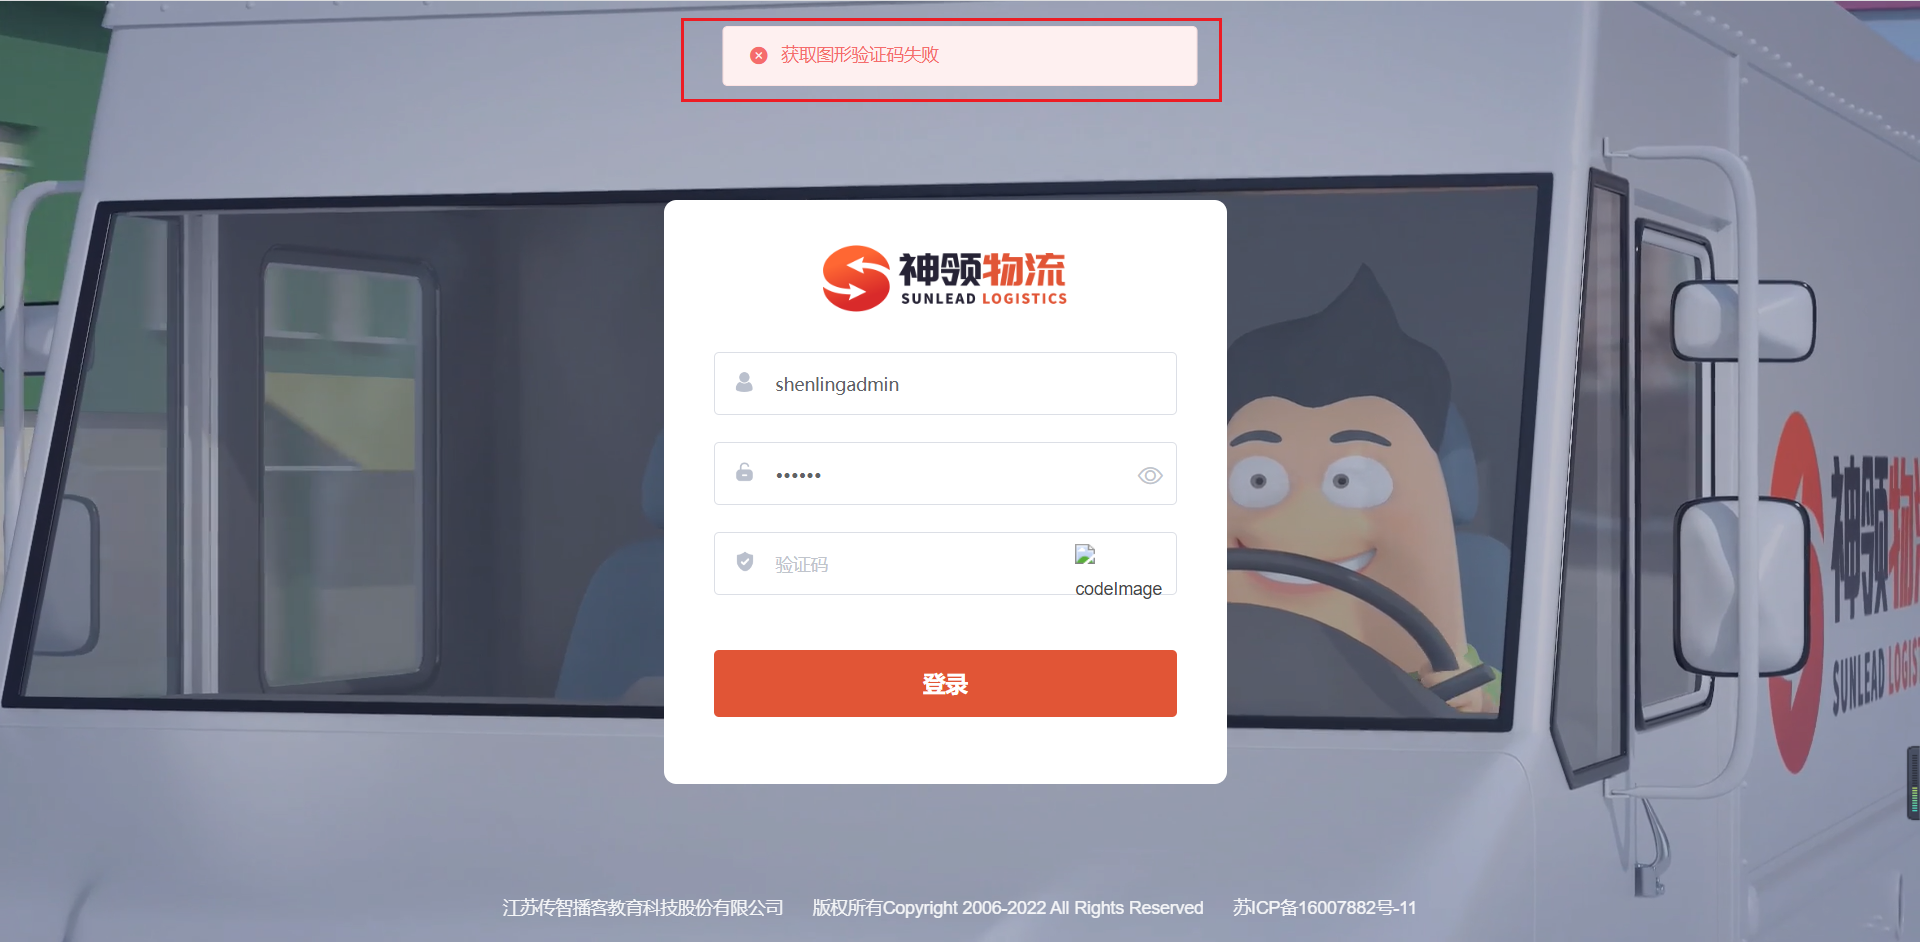 获取图形验证码失败
神领物流
SUNLEAD LOGISTICS
shenlingadmin
••••••
验证码
codeImage
登录
神领物流
SUNLEAD LOGIST
江苏传智播客教育科技股份有限公司 版权所有Copyright 2006-2022 All Rights Reserved 苏ICP备16007882号-11